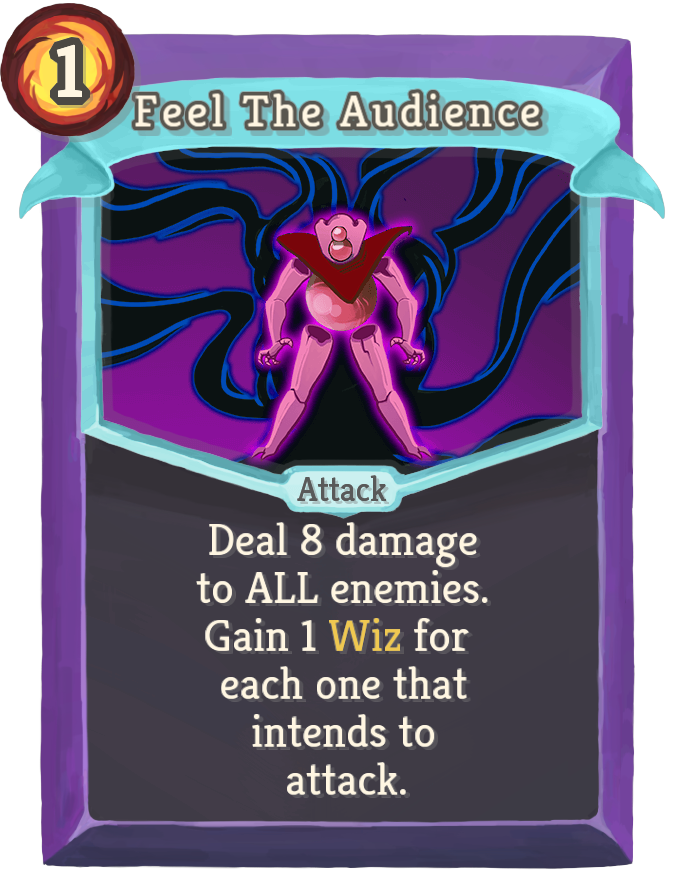 1
Feel The Audience
Attack
Deal 8 damage
to ALL enemies.
Gain 1 Wiz for
each one that
intends to
attack.